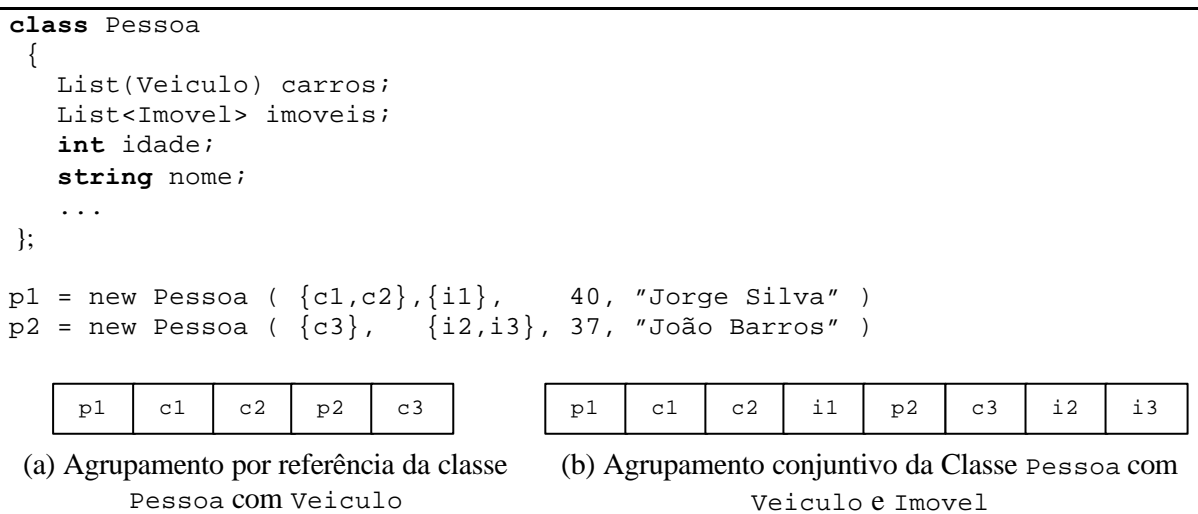 class Pessoa
{
List(Veiculo) carros;
List<Imovel> imoveis;
int idade;
string nome;
...
};
p1 = new Pessoa ( {c1,c2},{i1}, 40, "Jorge Silva" )
p2 = new Pessoa ( {c3}, {i2,i3}, 37, "João Barros" )
p1 c1 c2 p2 c3
p1 c1 c2 i1 p2 c3 i2 i3
(a) Agrupamento por referência da classe
Pessoa com Veiculo
(b) Agrupamento conjuntivo da Classe Pessoa com
Veiculo e Imovel